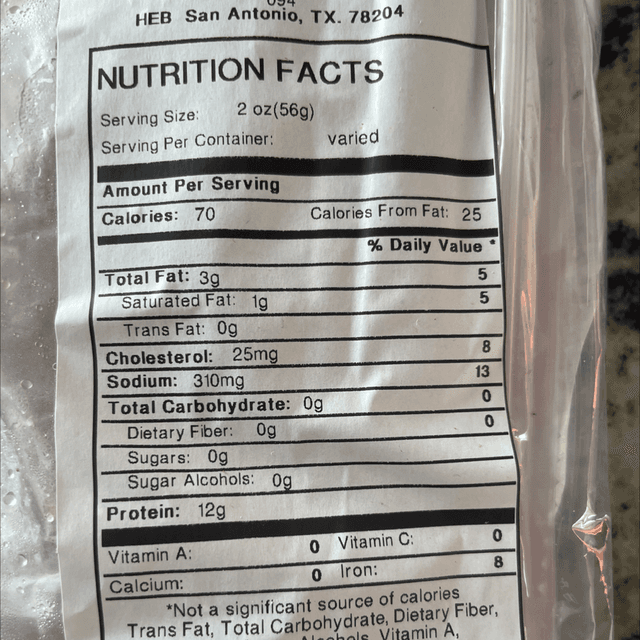 094
HEB San Antonio, TX. 78204
NUTRITION FACTS
Serving Size: 2 oz(56g)
Serving Per Container: varied
Amount Per Serving
Calories: 70 Calories From Fat: 25
% Daily Value *
Total Fat: 3g 5
Saturated Fat: 1g 5
Trans Fat: 0g
Cholesterol: 25mg 8
Sodium: 310mg 13
Total Carbohydrate: 0g 0
Dietary Fiber: 0g 0
Sugars: 0g
Sugar Alcohols: 0g
Protein: 12g
Vitamin A: 0 Vitamin C: 0
Calcium: 0 Iron: 8
*Not a significant source of calories
Trans Fat, Total Carbohydrate, Dietary Fiber,
Alcohols, Vitamin A,